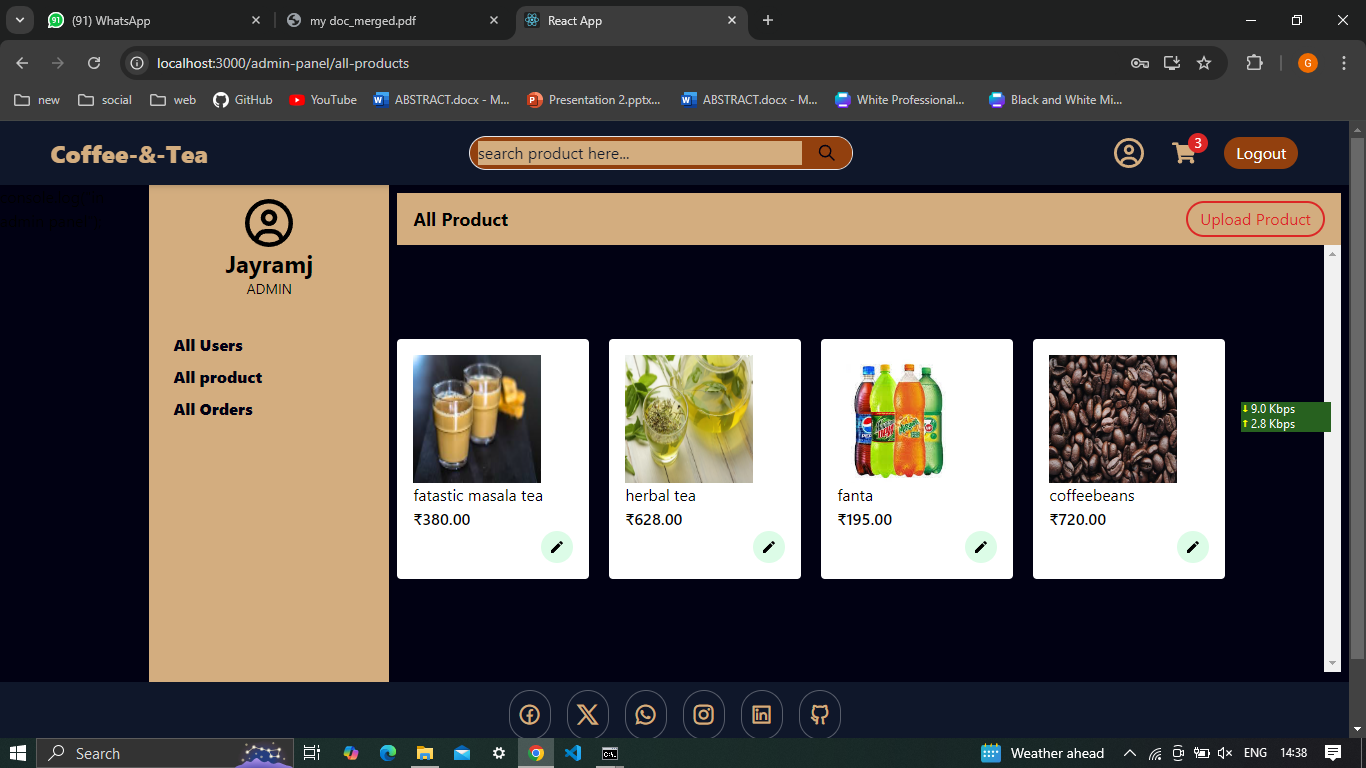 (91) WhatsApp
my doc_merged.pdf
React App
localhost:3000/admin-panel/all-products
G
new
social
web
GitHub
YouTube
ABSTRACT.docx - M...
Presentation 2.pptx...
ABSTRACT.docx - M...
White Professional...
Black and White Mi...
Coffee-&-Tea
search product here...
3
Logout
Jayramj
ADMIN
All Users
All product
All Orders
All Product
Upload Product
fatastic masala tea
₹380.00
herbal tea
₹628.00
fanta
₹195.00
coffeebeans
₹720.00
9.0 Kbps
2.8 Kbps
Search
Weather ahead
ENG
14:38